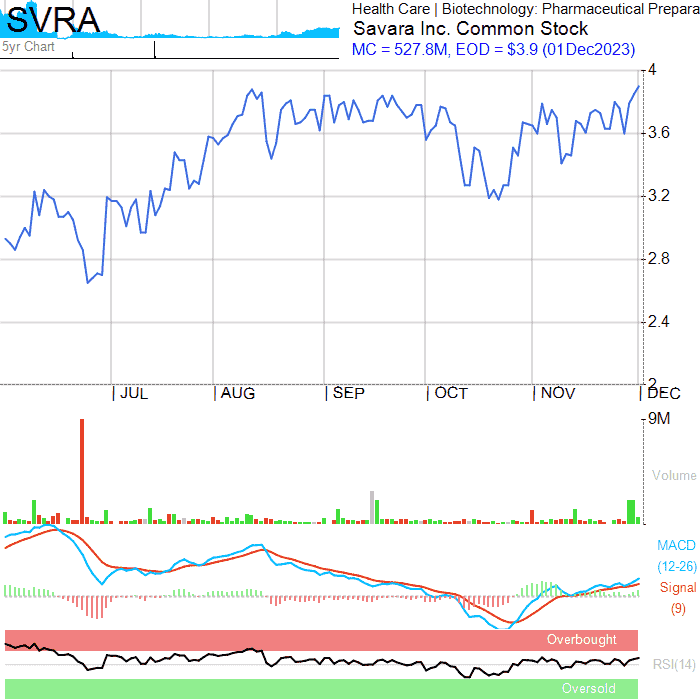 SVRA
5yr Chart
Health Care | Biotechnology: Pharmaceutical Prepara
Savara Inc. Common Stock
MC = 527.8M, EOD = $3.9 (01Dec2023)
4
3.6
3.2
2.8
2.4
2
| JUL | AUG | SEP | OCT | NOV | DEC
9M
Volume
MACD
(12-26)
Signal
(9)
Overbought
RSI(14)
Oversold